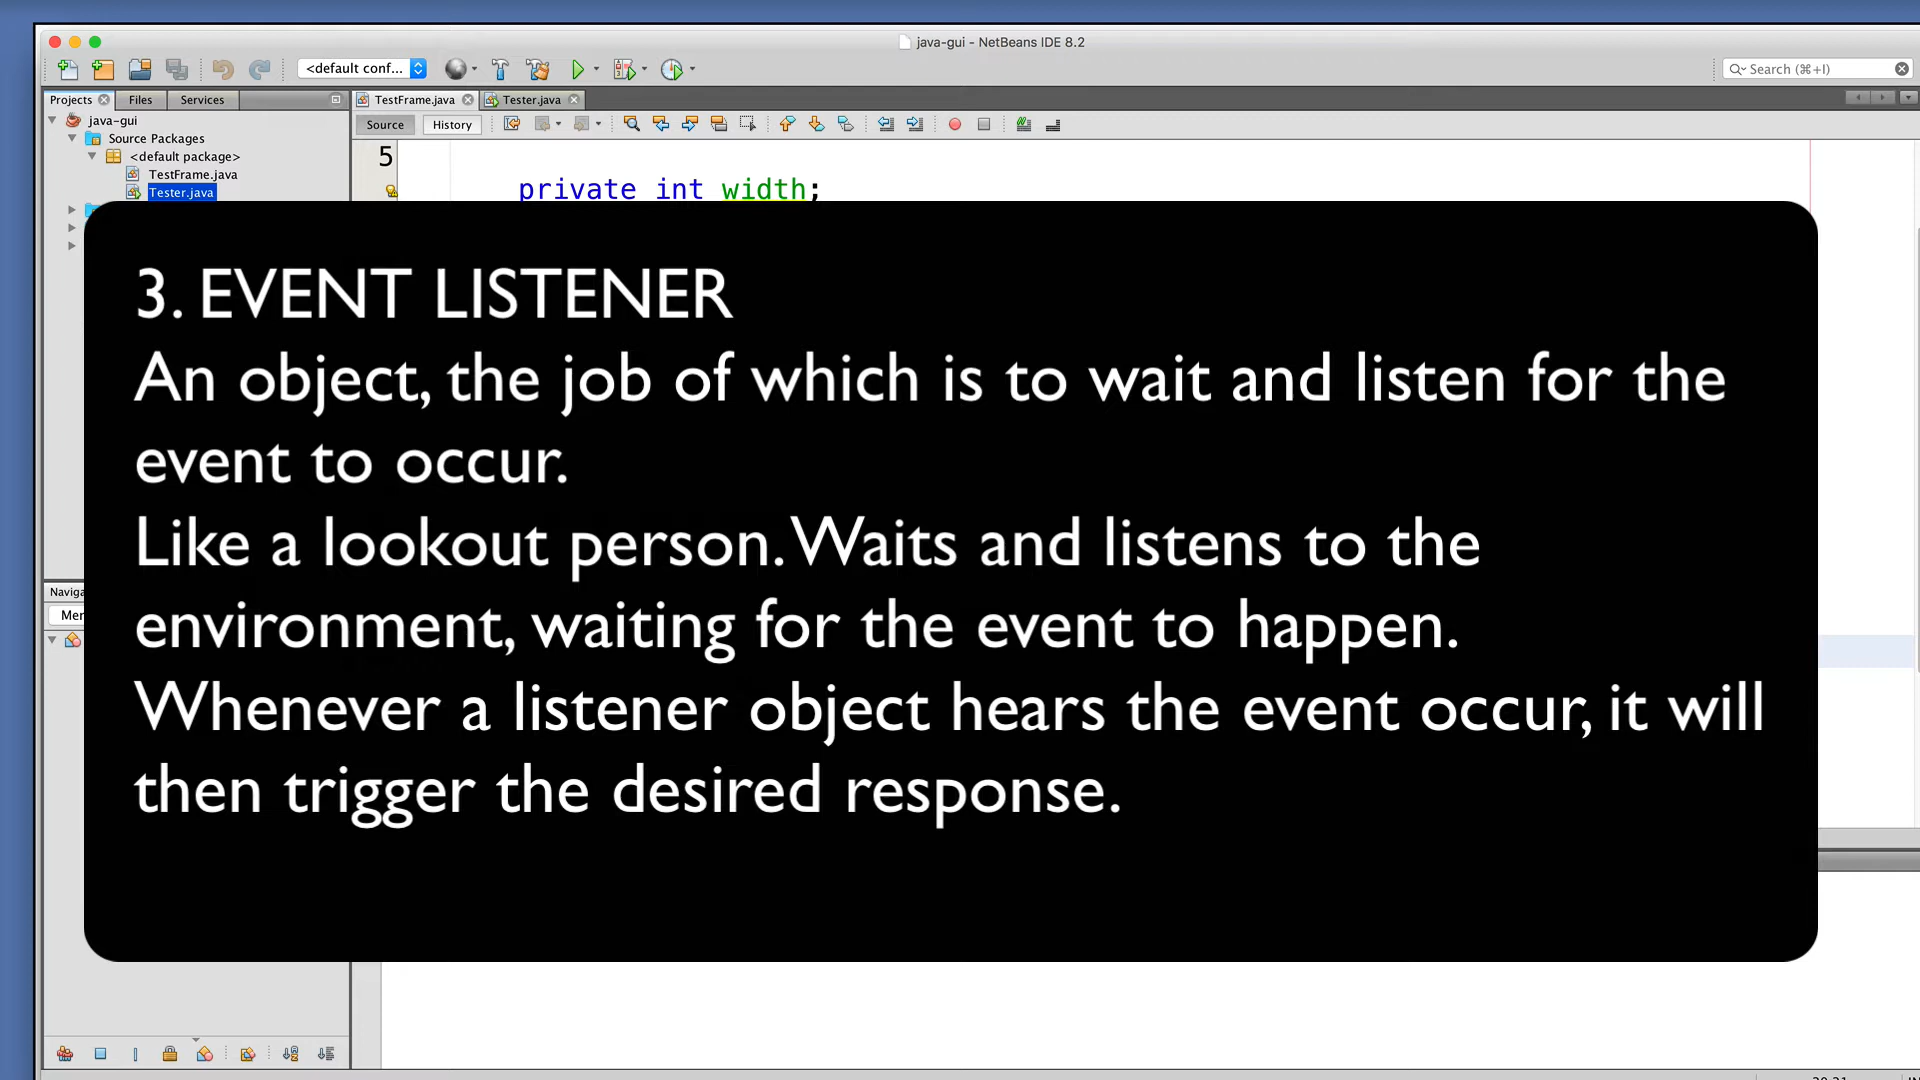 java-gui - NetBeans IDE 8.2
<default conf...
Search (⌘+I)
Projects
Files
Services
TestFrame.java
Tester.java
Source
History
java-gui
Source Packages
<default package>
TestFrame.java
Tester.java
5
private int width;
3. EVENT LISTENER
An object, the job of which is to wait and listen for the
event to occur.
Like a lookout person. Waits and listens to the
environment, waiting for the event to happen.
Whenever a listener object hears the event occur, it will
then trigger the desired response.
Naviga
Mer